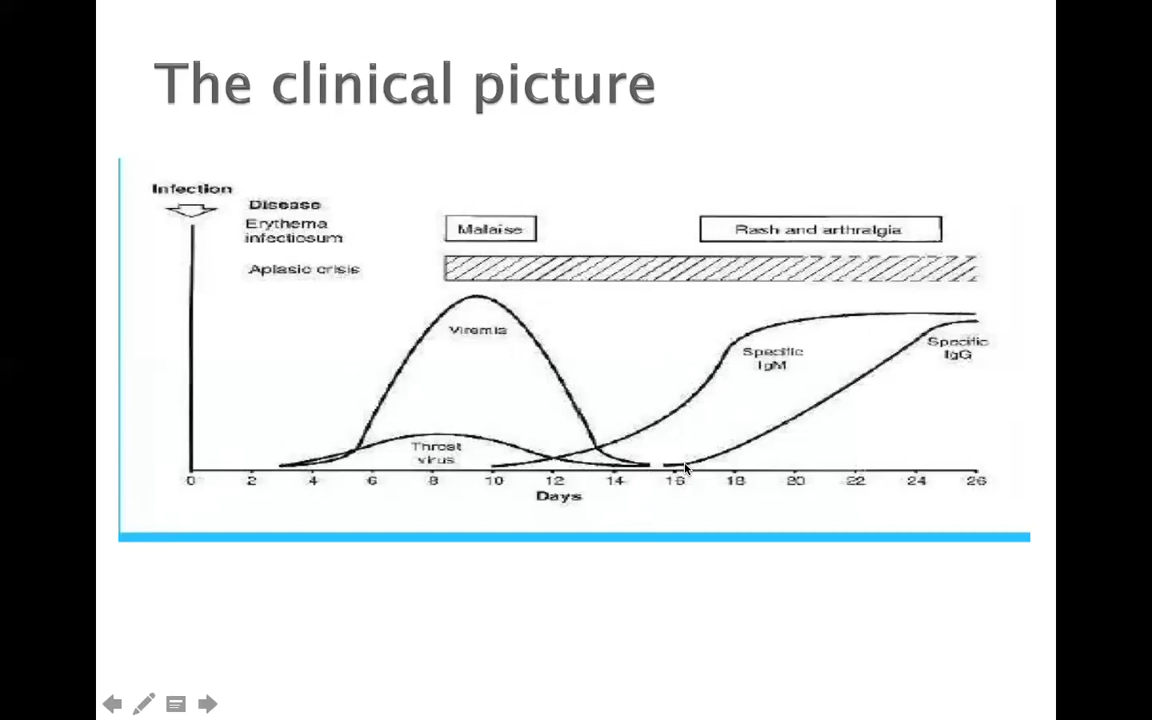 The clinical picture
Infection
Disease
Erythema
infectiosum
Malaise
Rash and arthralgia
Aplasic crisis
Viremia
Specific
IgM
Specific
IgG
Throat
virus
0 2 4 6 8 10 12 14 16 18 20 22 24 26
Days